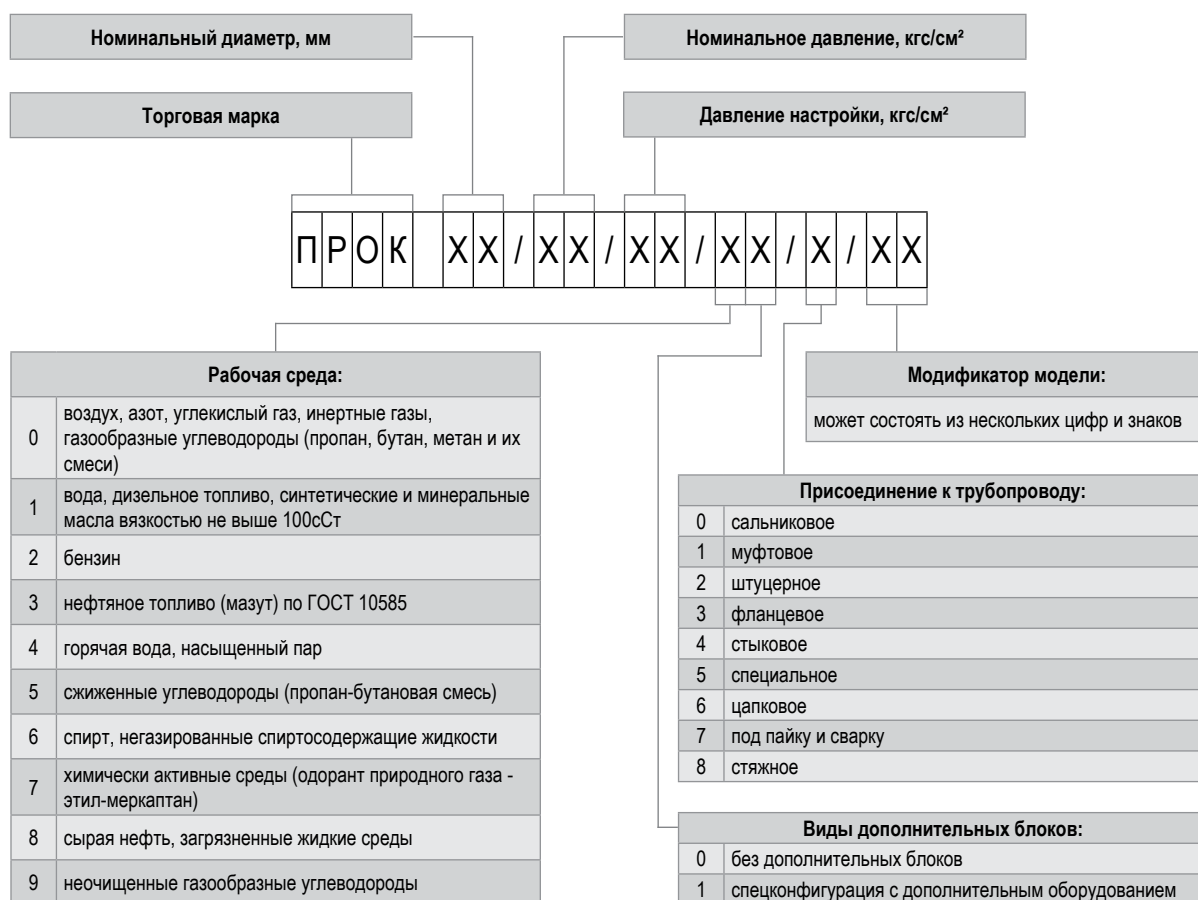 Номинальный диаметр, мм
Номинальное давление, кгс/см²
Торговая марка
Давление настройки, кгс/см²
ПРОК XX/XX/XX/XX/X/XX
Рабочая среда:
0 воздух, азот, углекислый газ, инертные газы,
газообразные углеводороды (пропан, бутан, метан и их
смеси)
1 вода, дизельное топливо, синтетические и минеральные
масла вязкостью не выше 100сСт
2 бензин
3 нефтяное топливо (мазут) по ГОСТ 10585
4 горячая вода, насыщенный пар
5 сжиженные углеводороды (пропан-бутановая смесь)
6 спирт, негазированные спиртосодержащие жидкости
7 химически активные среды (одорант природного газа -
этил-меркаптан)
8 сырая нефть, загрязненные жидкие среды
9 неочищенные газообразные углеводороды
Модификатор модели:
может состоять из нескольких цифр и знаков
Присоединение к трубопроводу:
0 сальниковое
1 муфтовое
2 штуцерное
3 фланцевое
4 стыковое
5 специальное
6 цапковое
7 под пайку и сварку
8 стяжное
Виды дополнительных блоков:
0 без дополнительных блоков
1 спецконфигурация с дополнительным оборудованием